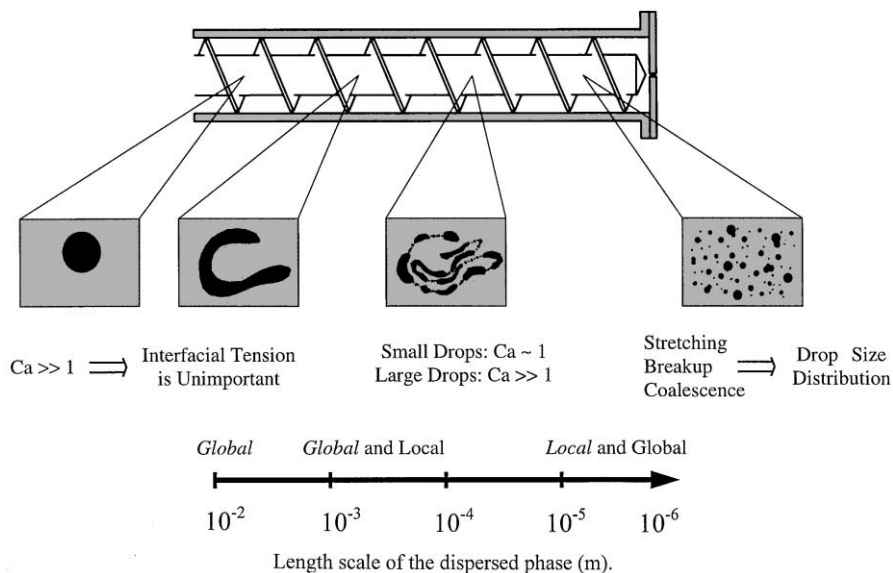 Ca >> 1 ⟹ Interfacial Tension
is Unimportant
Small Drops: Ca ~ 1
Large Drops: Ca >> 1
Stretching
Breakup
Coalescence
⟹ Drop Size
Distribution
Global
Global and Local
Local and Global
10⁻²
10⁻³
10⁻⁴
10⁻⁵
10⁻⁶
Length scale of the dispersed phase (m).